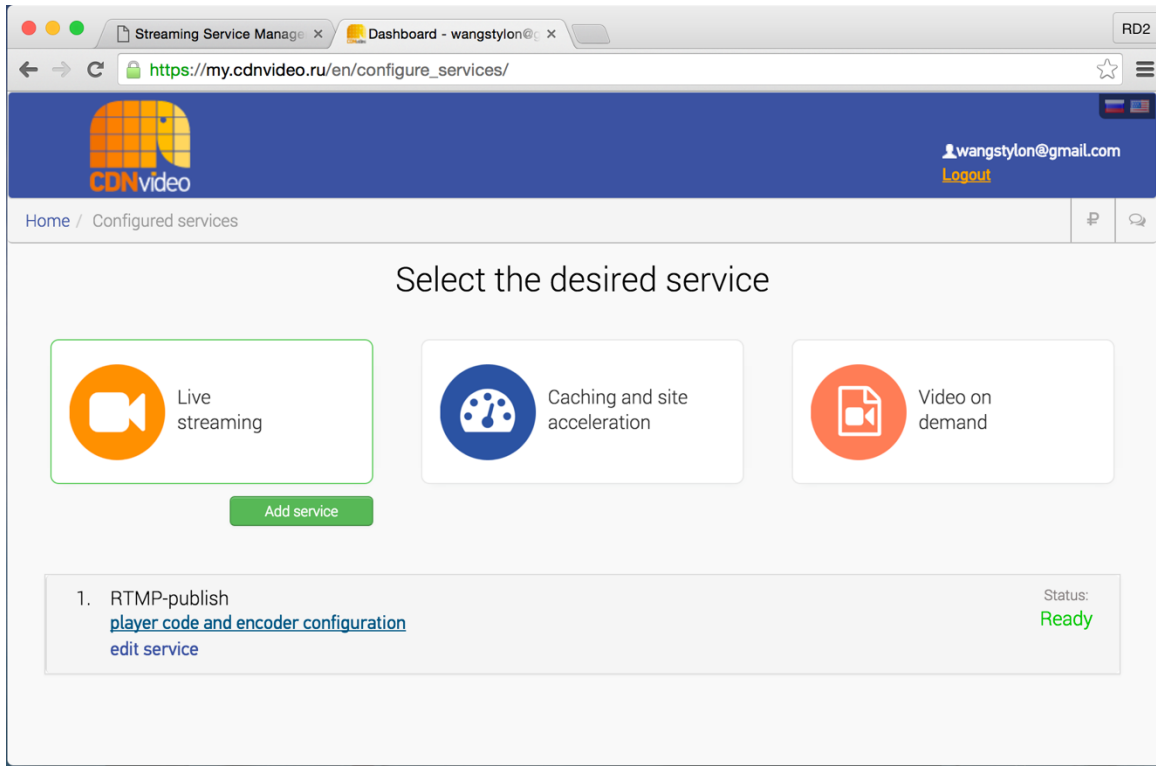 Streaming Service Manage
Dashboard - wangstylon@g
RD2
https://my.cdnvideo.ru/en/configure_services/
CDNvideo
wangstylon@gmail.com
Logout
Home / Configured services
₽
Select the desired service
Live
streaming
Caching and site
acceleration
Video on
demand
Add service
1. RTMP-publish
player code and encoder configuration
edit service
Status:
Ready